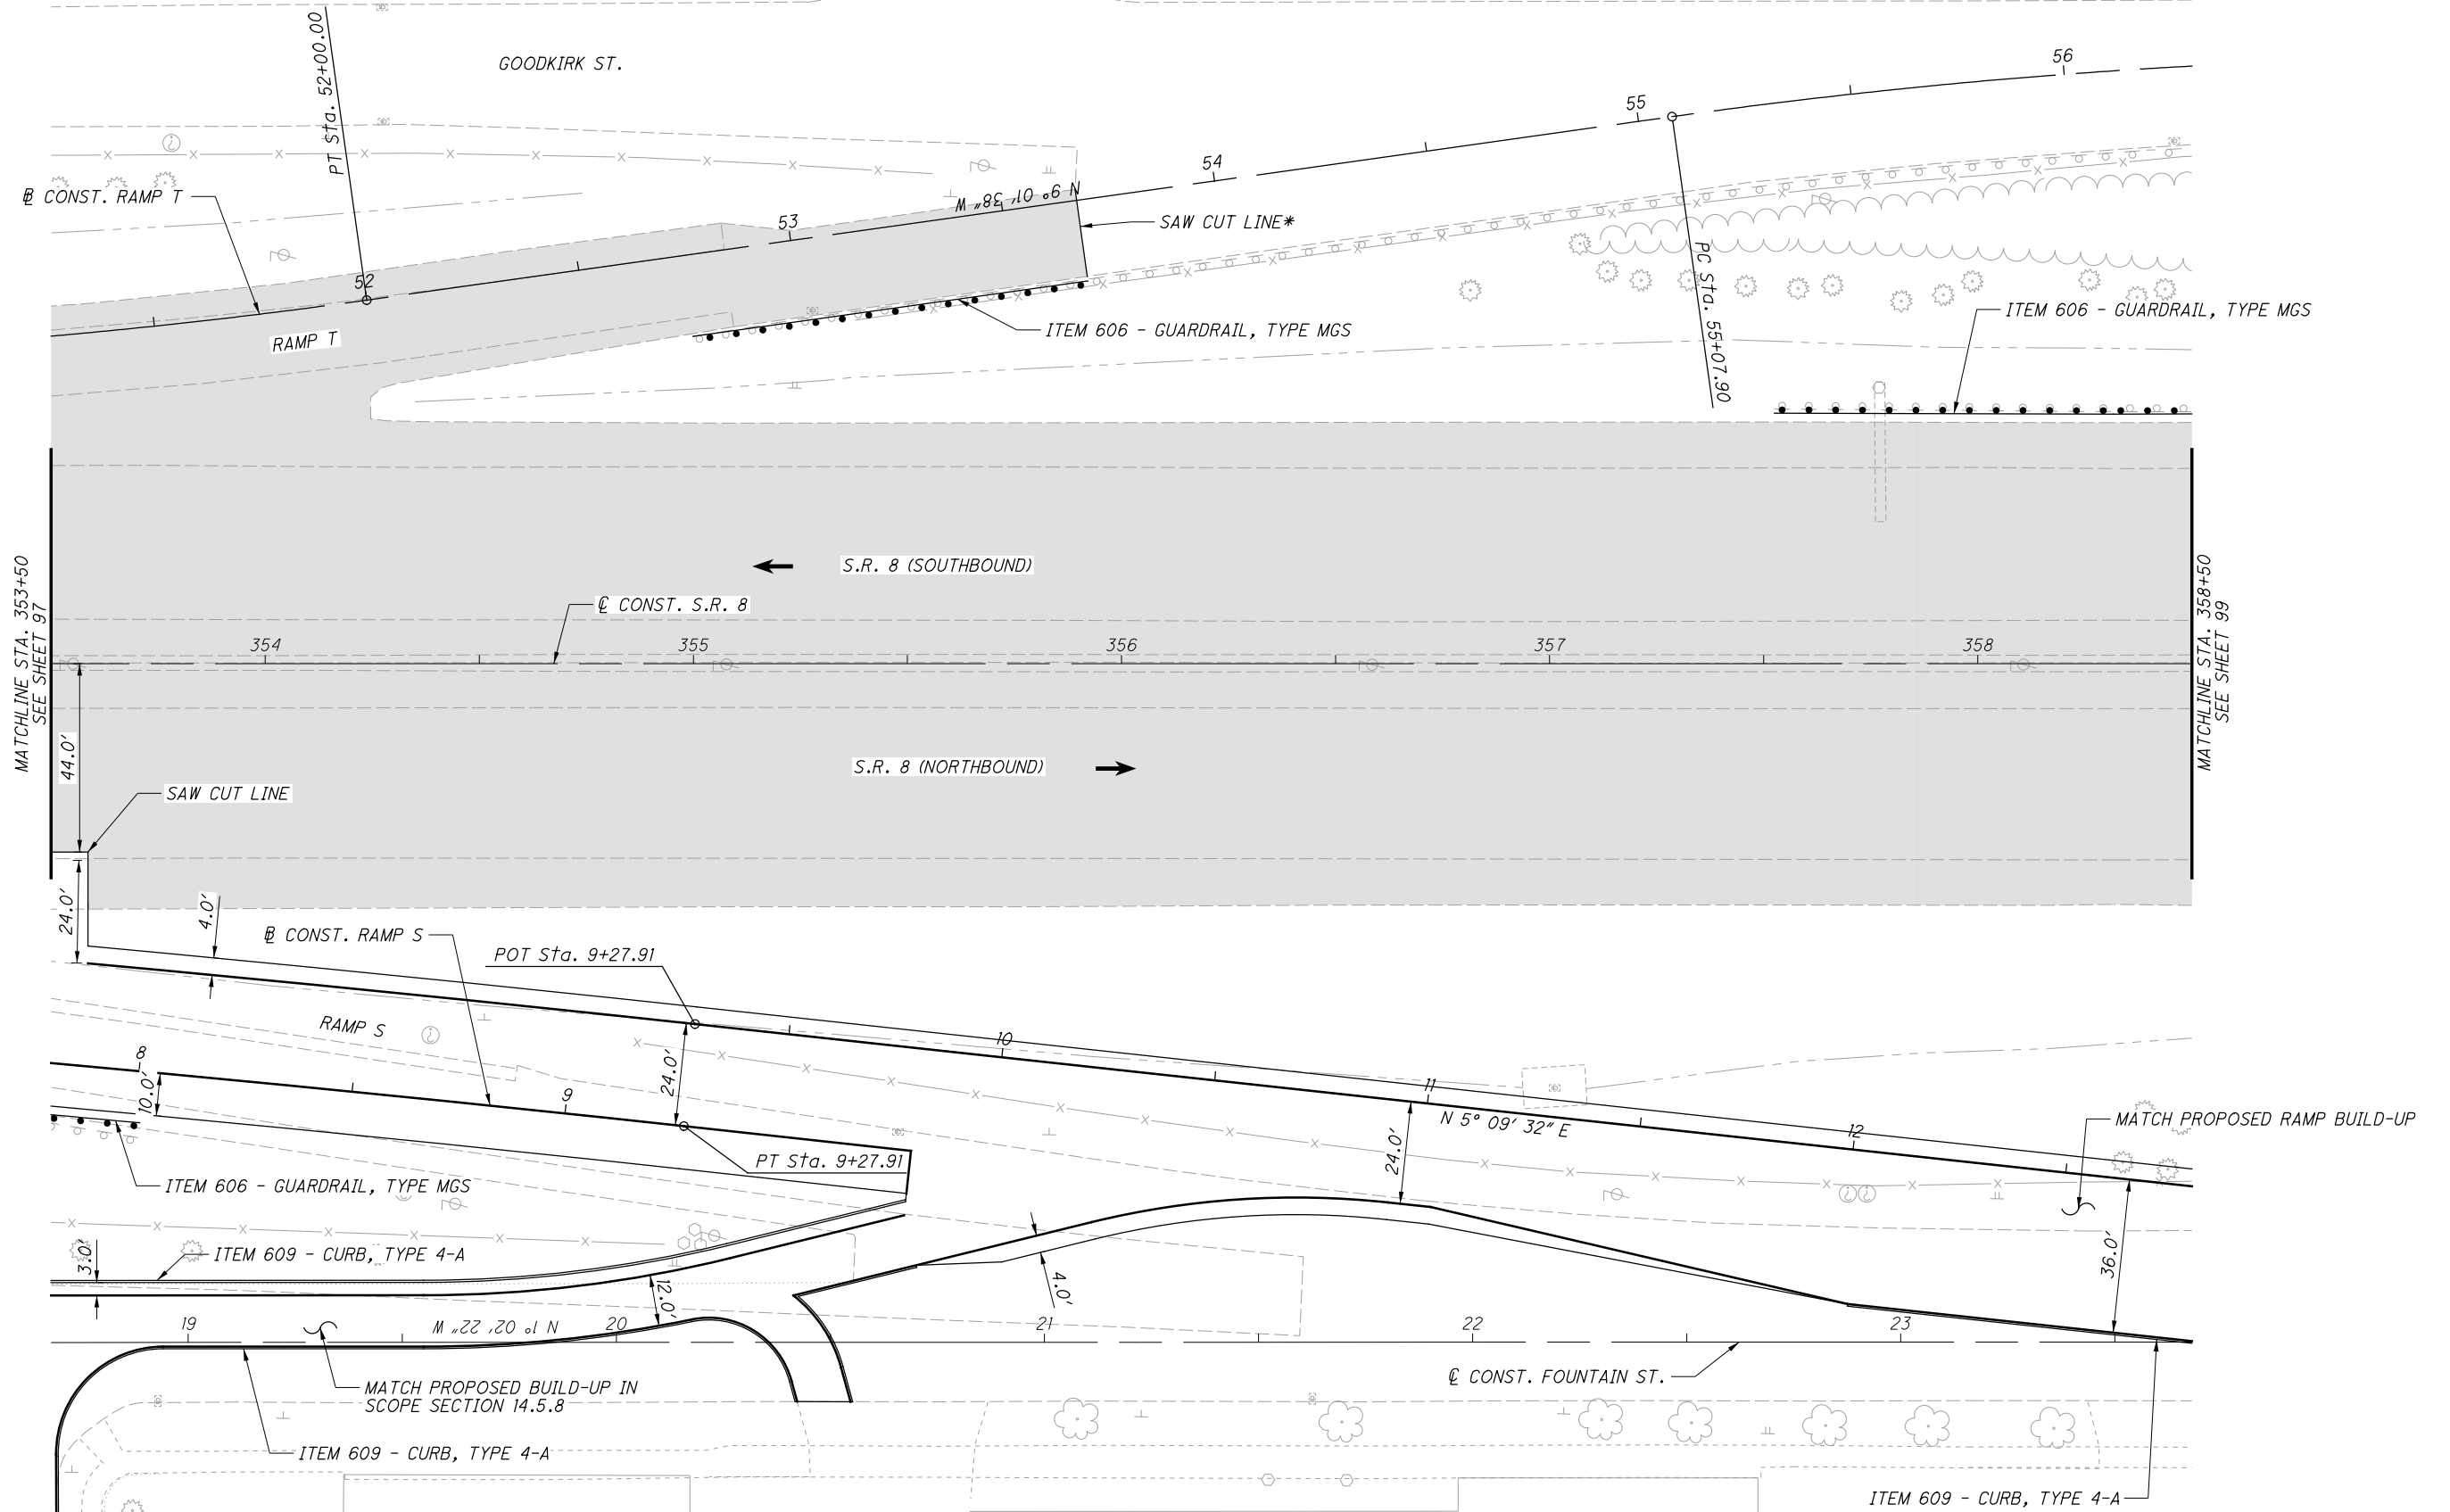 PT Sta. 52+00.00
GOODKIRK ST.
56
55
54
53
52
N 9° 01' 38" W
℄ CONST. RAMP T
SAW CUT LINE*
RAMP T
ITEM 606 - GUARDRAIL, TYPE MGS
PC Sta. 55+07.90
ITEM 606 - GUARDRAIL, TYPE MGS
MATCHLINE STA. 353+50
SEE SHEET 97
MATCHLINE STA. 358+50
SEE SHEET 99
S.R. 8 (SOUTHBOUND)
℄ CONST. S.R. 8
354
355
356
357
358
44.0'
S.R. 8 (NORTHBOUND)
SAW CUT LINE
24.0'
4.0'
℄ CONST. RAMP S
POT Sta. 9+27.91
RAMP S
8
9
10
11
12
10.0'
24.0'
24.0'
N 5° 09' 32" E
MATCH PROPOSED RAMP BUILD-UP
PT Sta. 9+27.91
ITEM 606 - GUARDRAIL, TYPE MGS
ITEM 609 - CURB, TYPE 4-A
3.0'
12.0'
4.0'
36.0'
19
N 1° 02' 22" W
20
21
22
23
MATCH PROPOSED BUILD-UP IN
SCOPE SECTION 14.5.8
℄ CONST. FOUNTAIN ST.
ITEM 609 - CURB, TYPE 4-A
ITEM 609 - CURB, TYPE 4-A